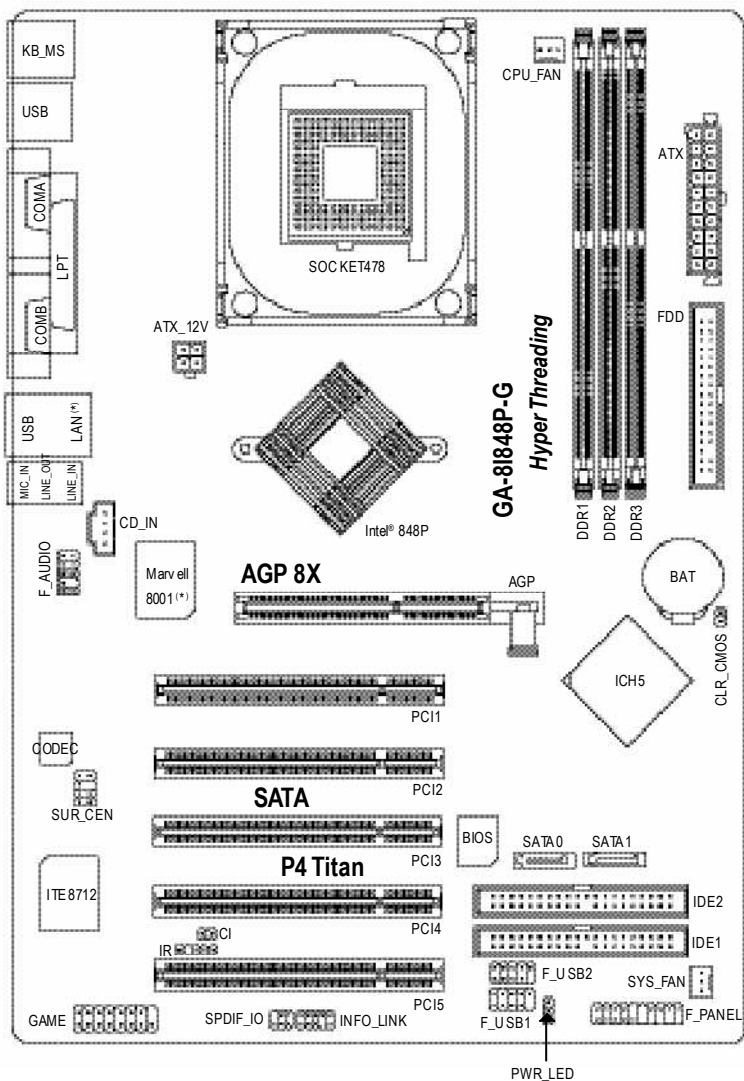 KB_MS
CPU_FAN
USB
ATX
COMA
LPT
SOCKET478
COMB
ATX_12V
FDD
USB
LAN(*)
GA-8I848P-G
Hyper Threading
MIC_IN
LINE_OUT
LINE_IN
CD_IN
Intel® 848P
DDR1
DDR2
DDR3
F_AUDIO
Marvell
8001(*)
AGP 8X
AGP
BAT
CLR_CMOS
ICH5
PCI1
CODEC
PCI2
SATA
SUR_CEN
PCI3
BIOS
SATA0
SATA1
P4 Titan
ITE8712
PCI4
IDE2
CI
IR
IDE1
F_USB2
SYS_FAN
PCI5
GAME
SPDIF_IO
INFO_LINK
F_USB1
F_PANEL
PWR_LED